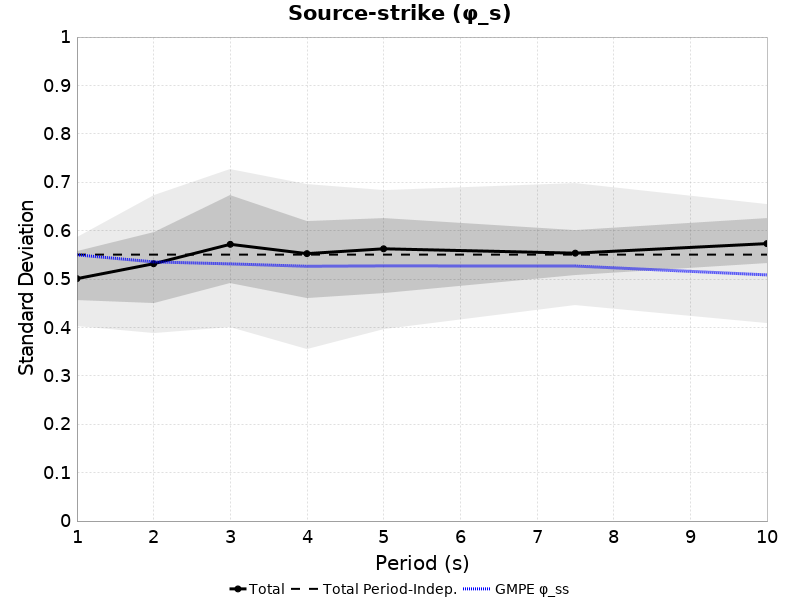 Source-strike (φ_s)
Standard Deviation
1
0.9
0.8
0.7
0.6
0.5
0.4
0.3
0.2
0.1
0
1 2 3 4 5 6 7 8 9 10
Period (s)
Total Total Period-Indep. GMPE φ_ss